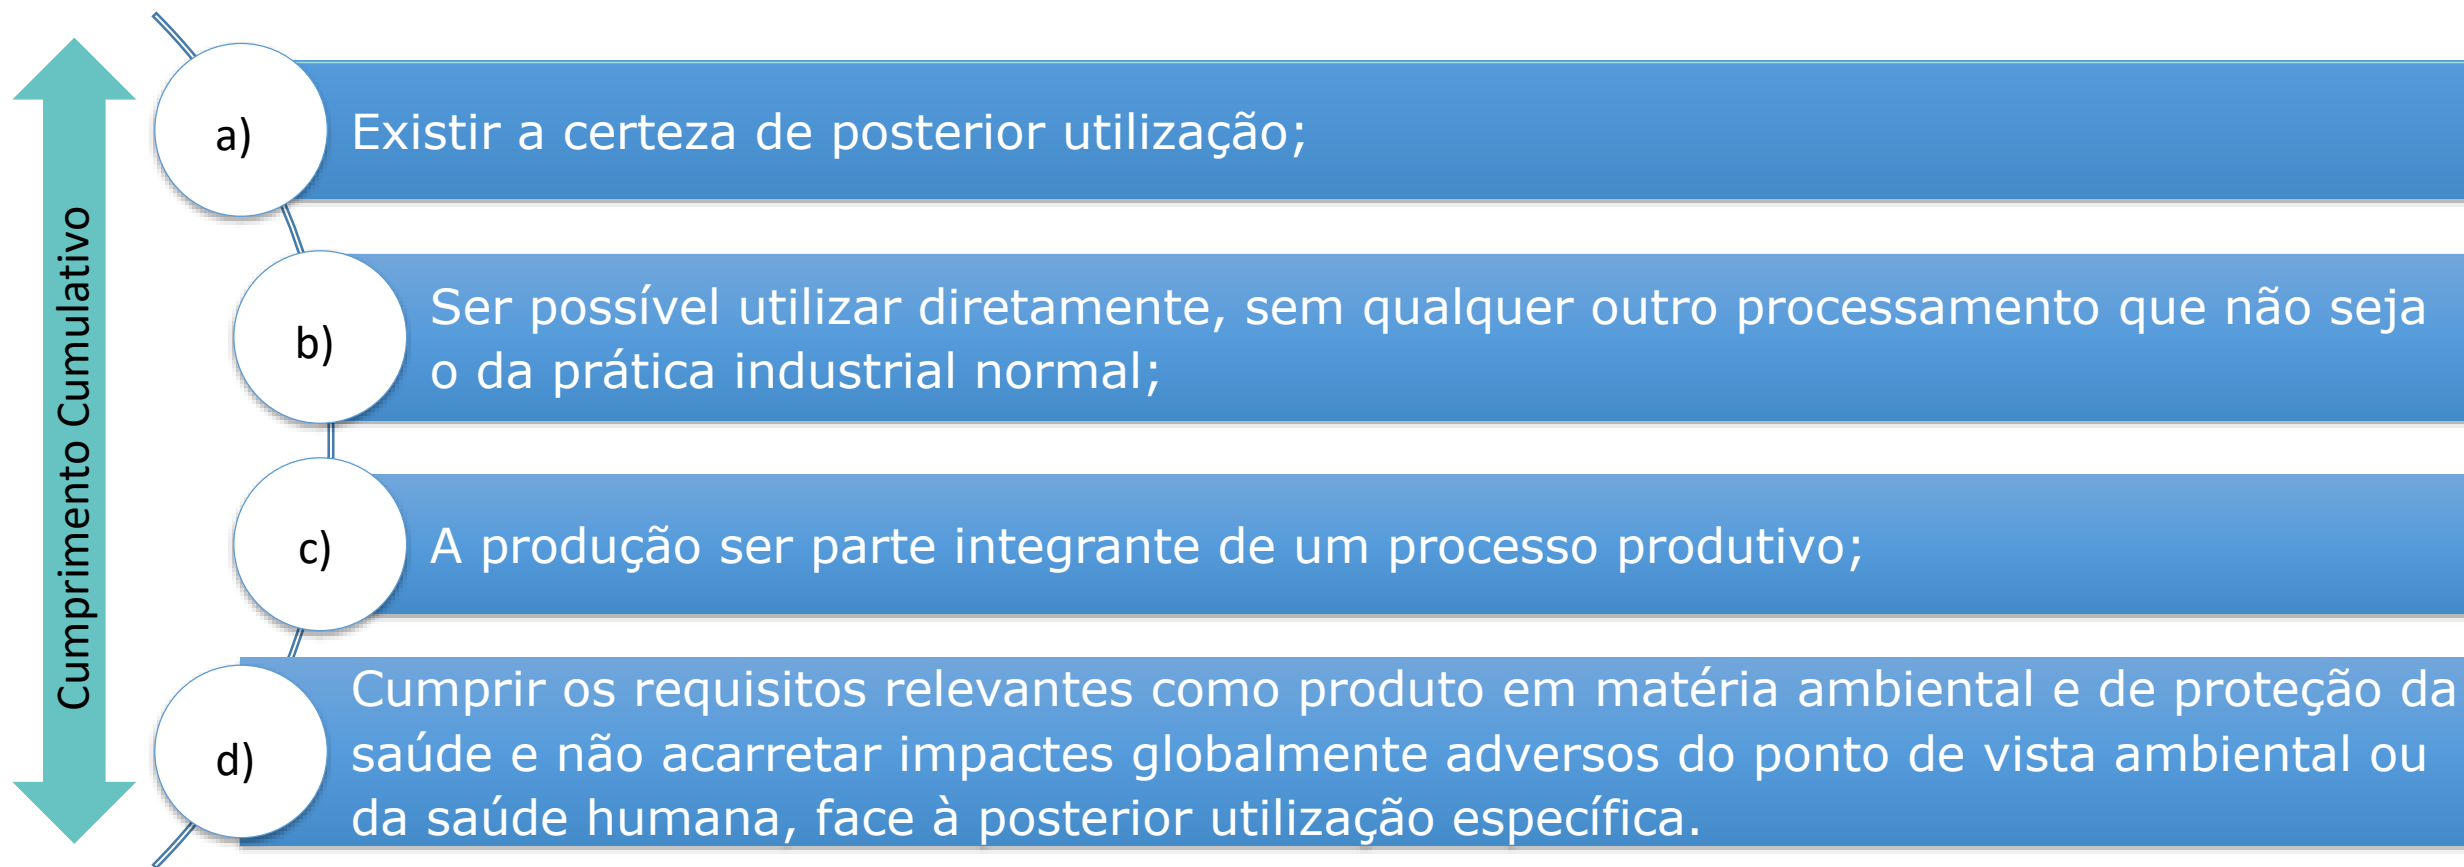 Cumprimento Cumulativo
a)
Existir a certeza de posterior utilização;
b)
Ser possível utilizar diretamente, sem qualquer outro processamento que não seja
o da prática industrial normal;
c)
A produção ser parte integrante de um processo produtivo;
d)
Cumprir os requisitos relevantes como produto em matéria ambiental e de proteção da
saúde e não acarretar impactes globalmente adversos do ponto de vista ambiental ou
da saúde humana, face à posterior utilização específica.